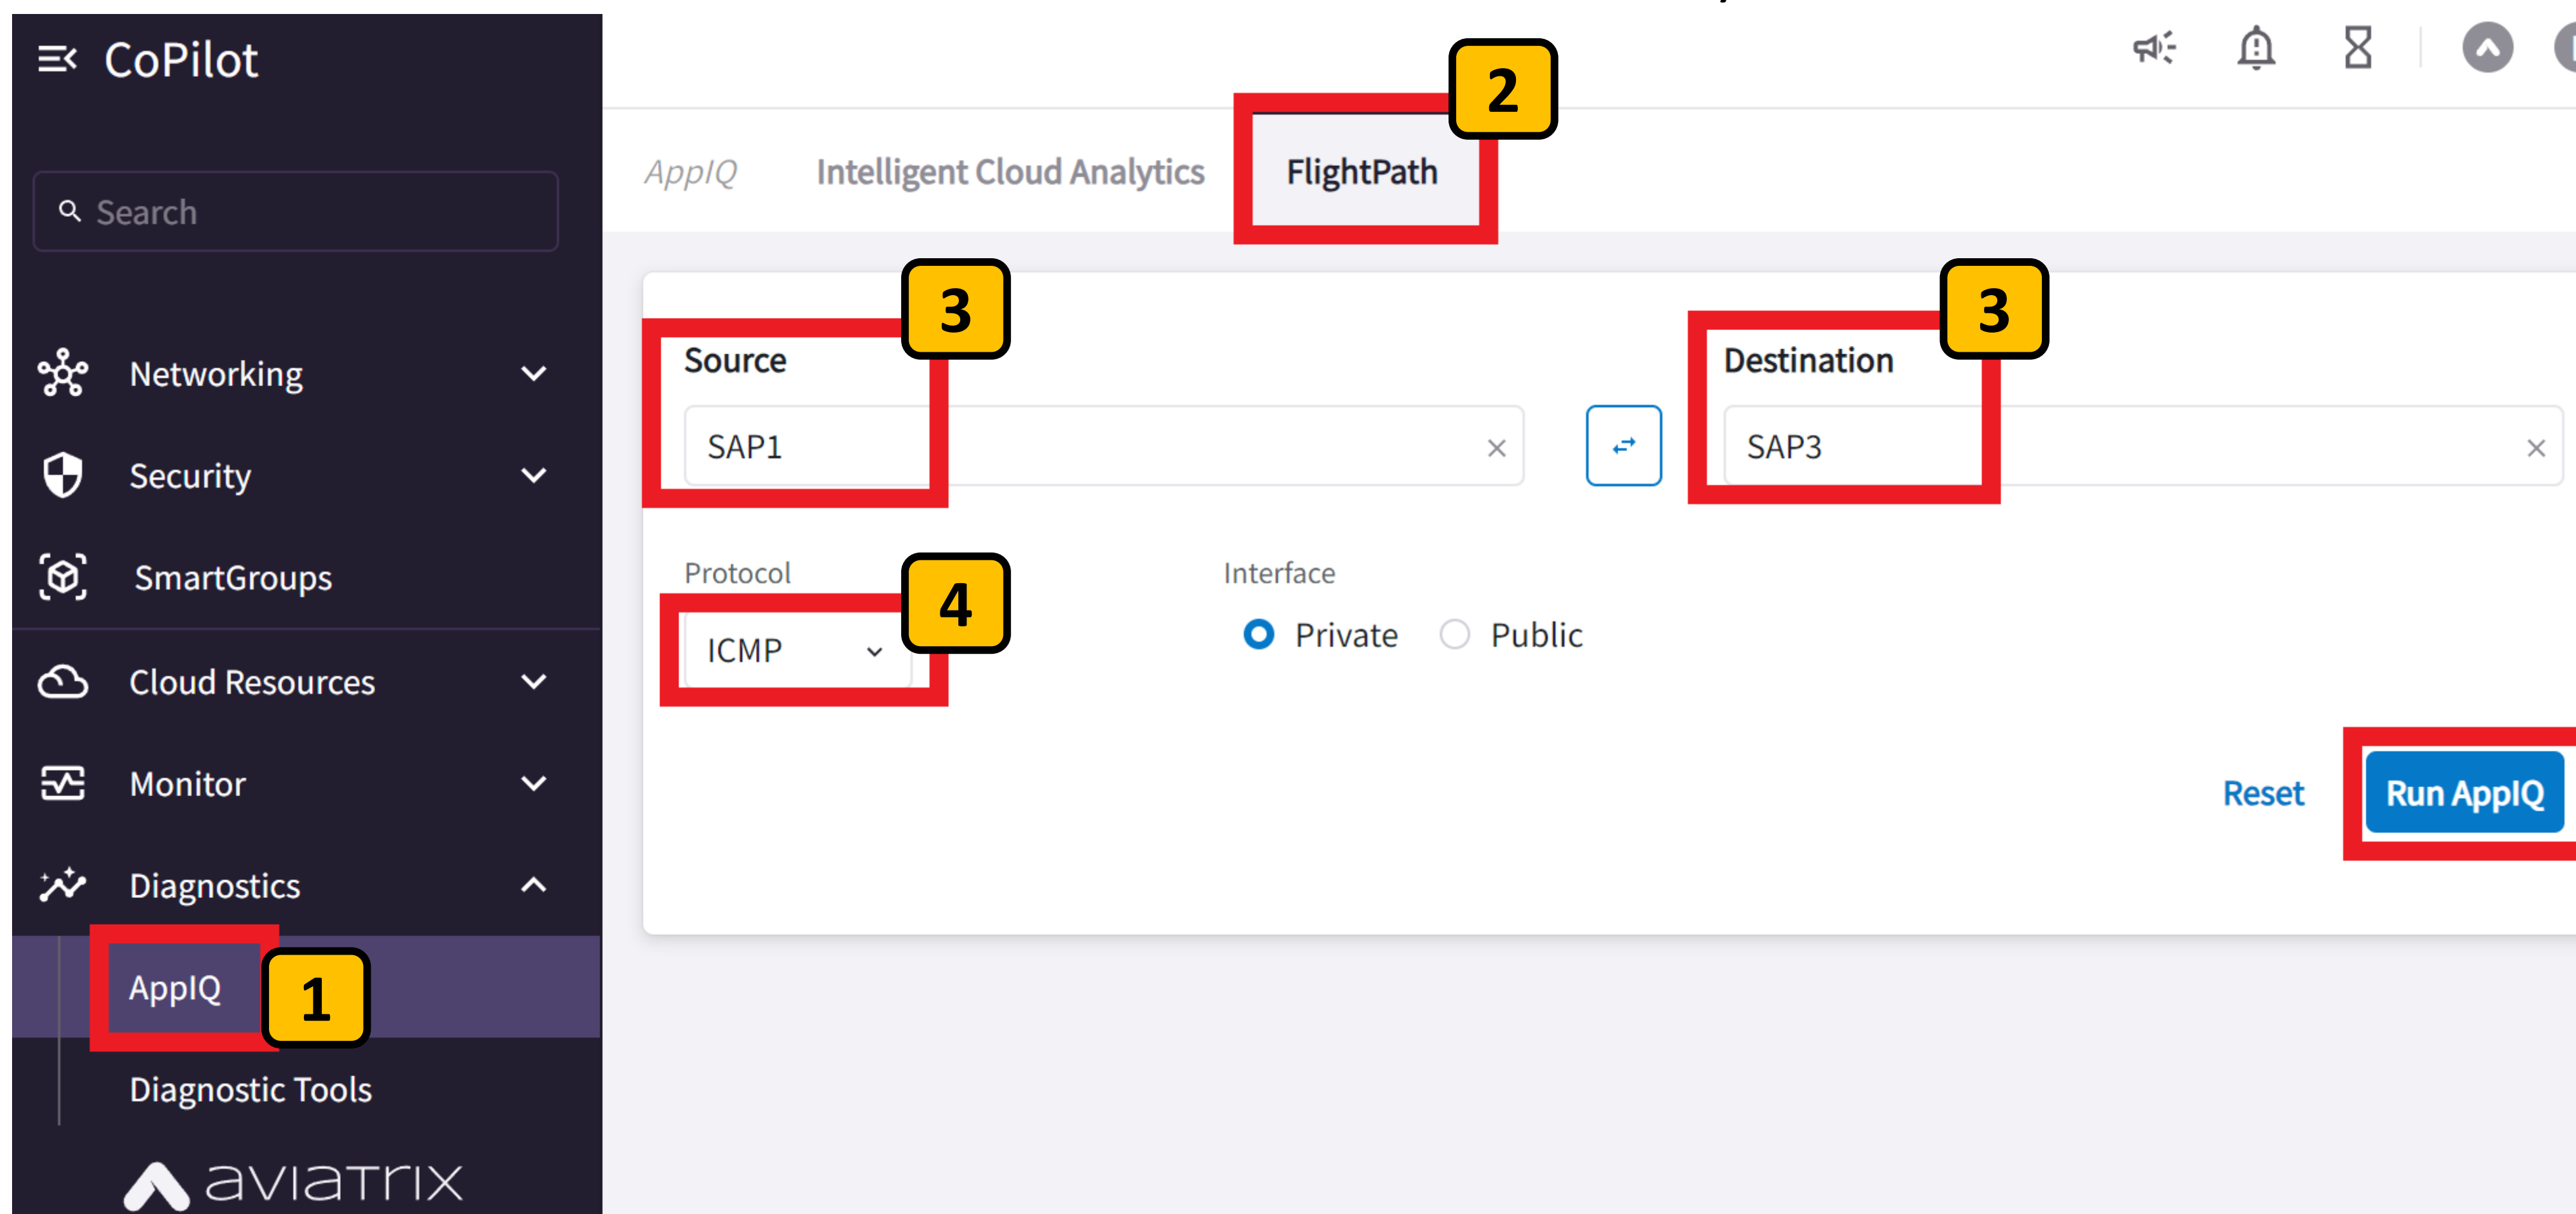 CoPilot
Search
Networking
Security
SmartGroups
Cloud Resources
Monitor
Diagnostics
AppIQ
1
Diagnostic Tools
aviatrix
2
AppIQ
Intelligent Cloud Analytics
FlightPath
3
3
Source
Destination
SAP1
SAP3
Protocol
4
Interface
ICMP
Private
Public
Reset
Run AppIQ